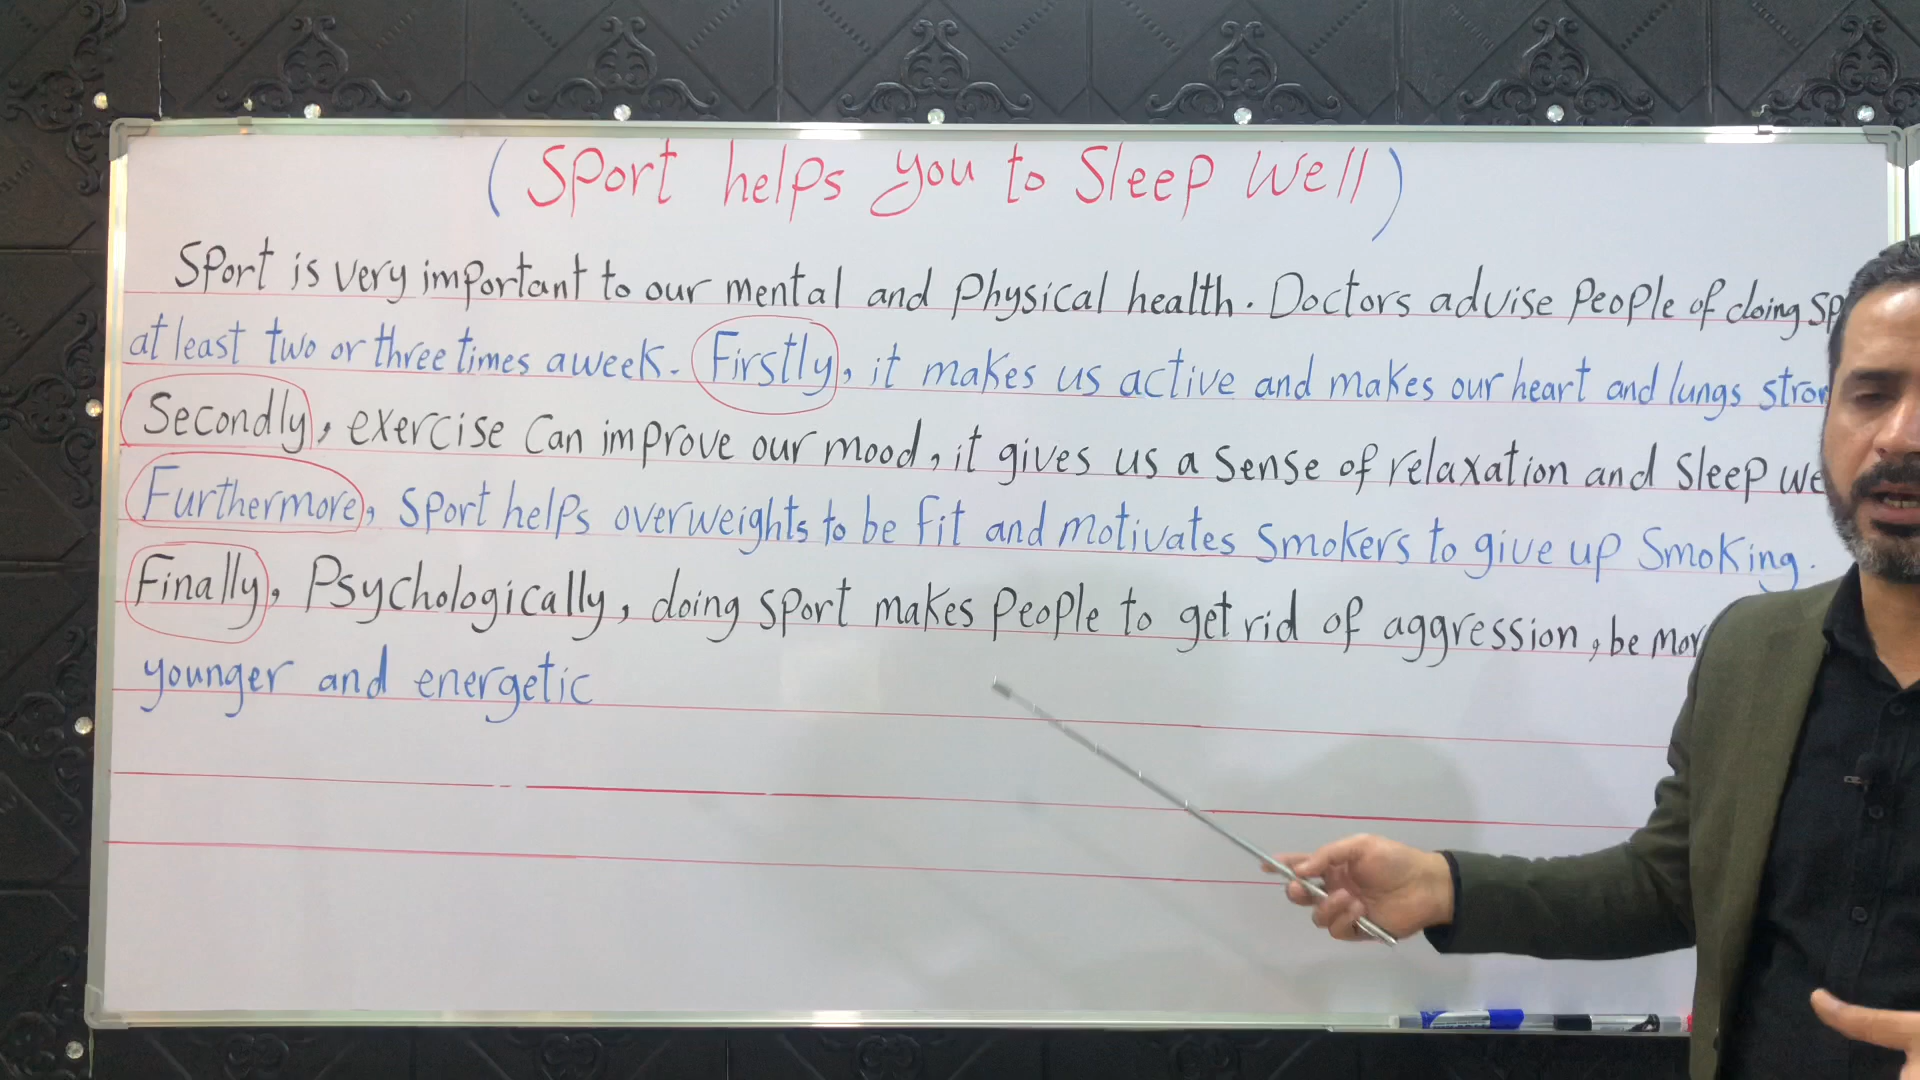 (Sport helps you to Sleep Well)
Sport is very important to our mental and physical health. Doctors advise people of doing
at least two or three times a week. Firstly, it makes us active and makes our heart and lungs
Secondly, exercise can improve our mood, it gives us a sense of relaxation and sleep
Furthermore, sport helps overweights to be fit and motivates smokers to give up smoking.
Finally, Psychologically, doing sport makes people to get rid of aggression, be
younger and energetic